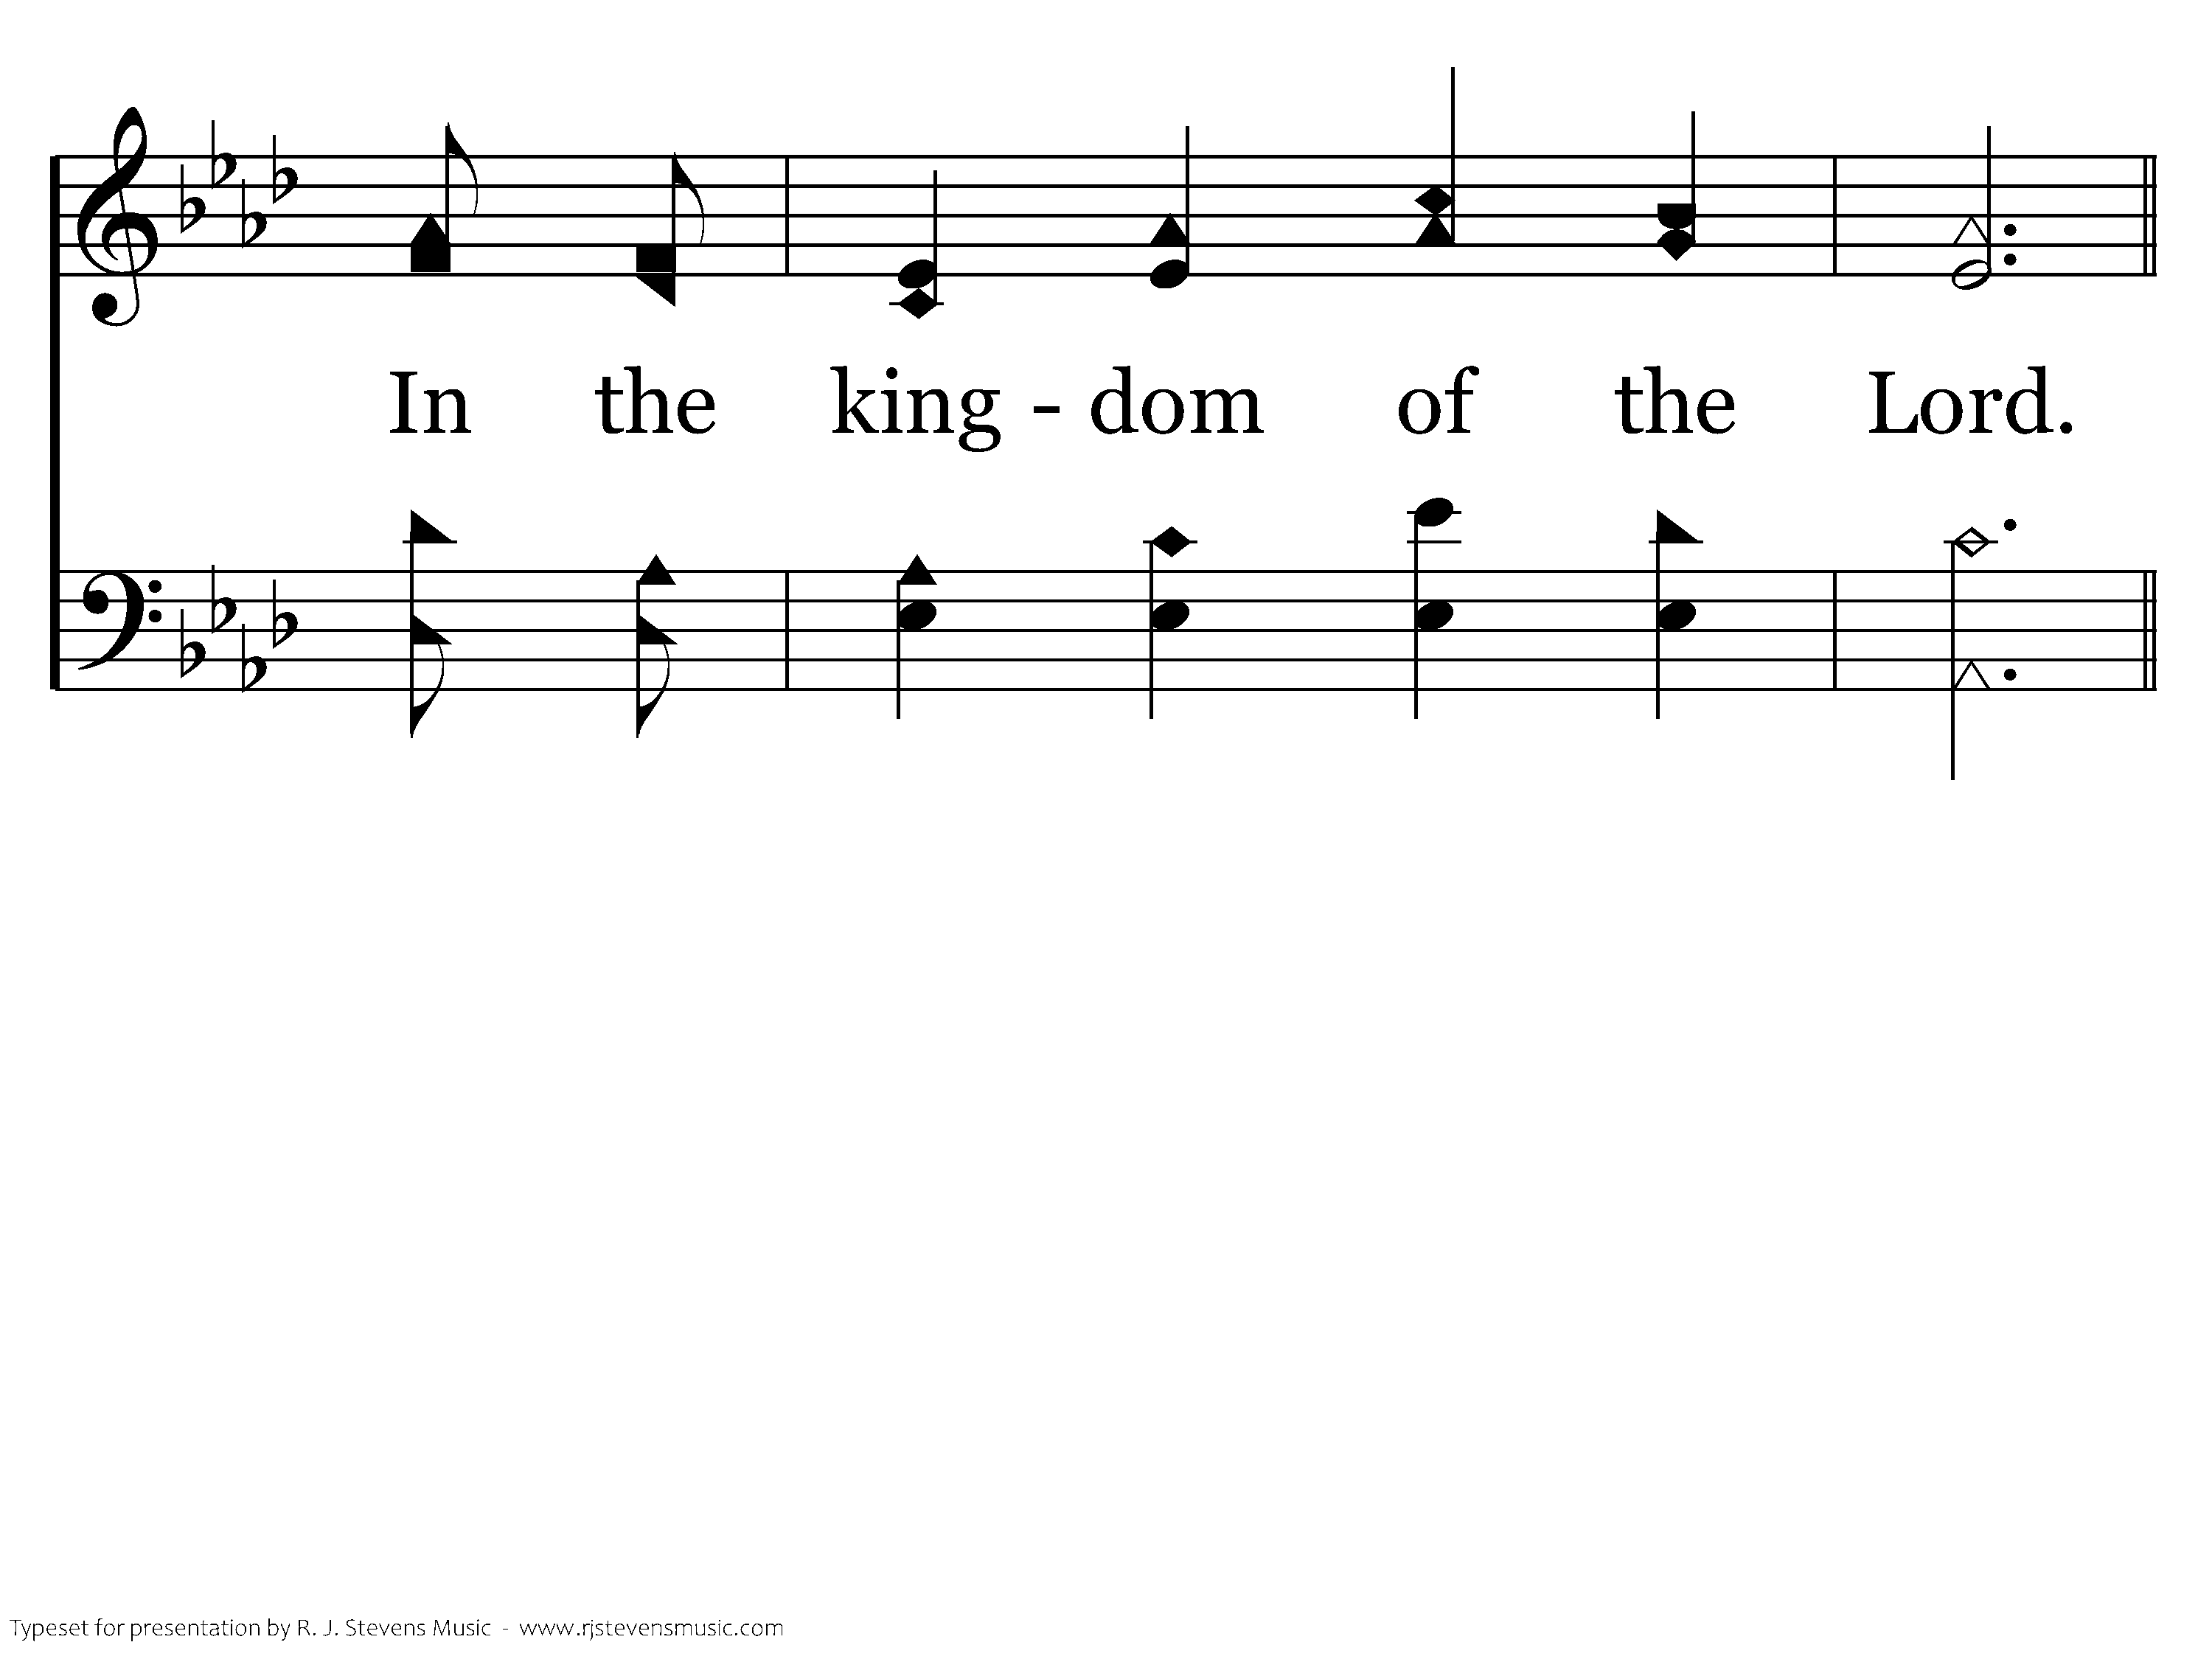 In the king - dom of the Lord.
Typeset for presentation by R. J. Stevens Music - www.rjstevensmusic.com